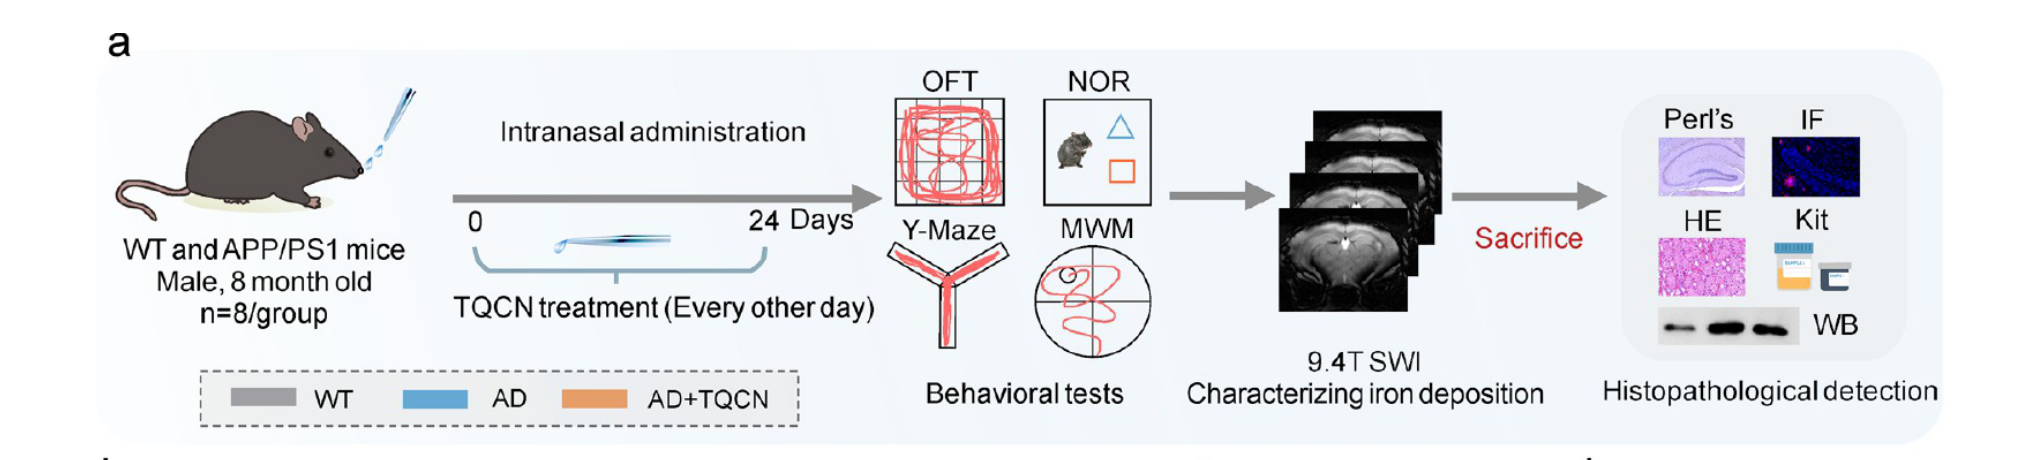 a
WT and APP/PS1 mice
Male, 8 month old
n=8/group
Intranasal administration
0
24 Days
TQCN treatment (Every other day)
WT
AD
AD+TQCN
OFT
NOR
Y-Maze
MWM
Behavioral tests
9.4T SWI
Characterizing iron deposition
Sacrifice
Perl's
IF
HE
Kit
WB
Histopathological detection